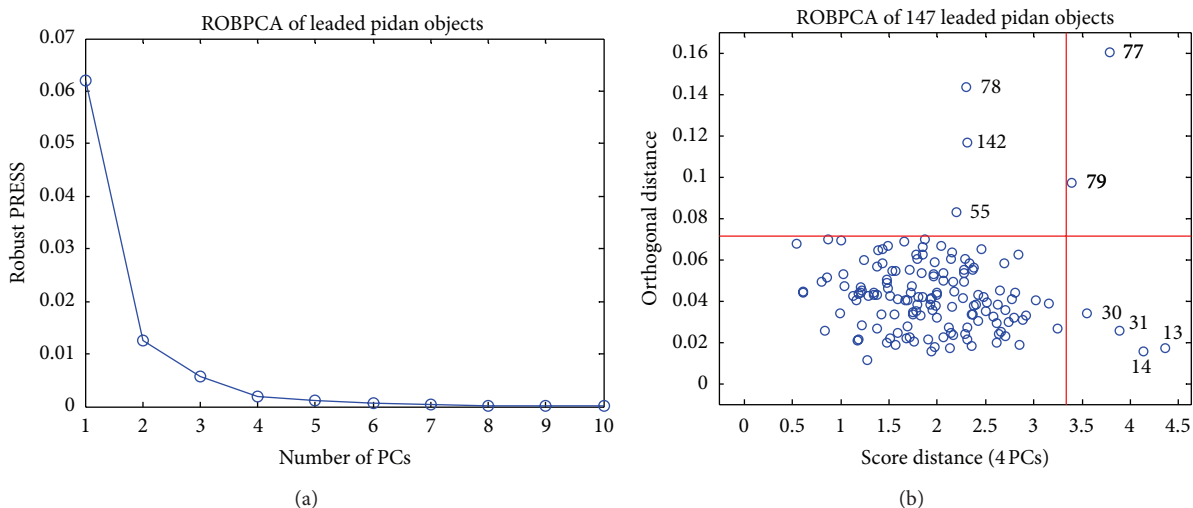 ROBPCA of leaded pidan objects
0.07
0.06
0.05
0.04
0.03
0.02
0.01
0
Robust PRESS
1 2 3 4 5 6 7 8 9 10
Number of PCs
(a)
ROBPCA of 147 leaded pidan objects
0.16
0.14
0.12
0.1
0.08
0.06
0.04
0.02
0
Orthogonal distance
77
78
142
79
55
30
31
13
14
0 0.5 1 1.5 2 2.5 3 3.5 4 4.5
Score distance (4 PCs)
(b)